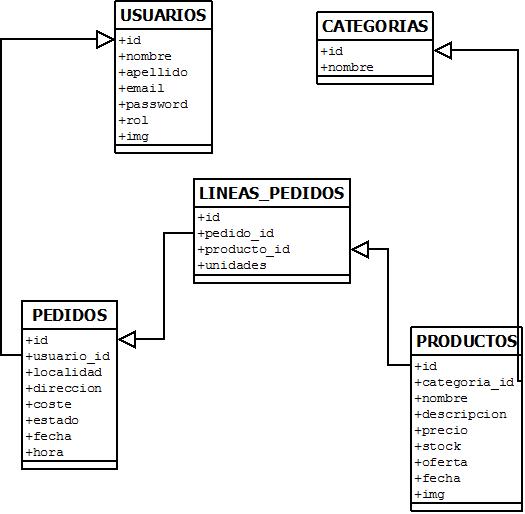 USUARIOS
+id
+nombre
+apellido
+email
+password
+rol
+img
CATEGORIAS
+id
+nombre
LINEAS_PEDIDOS
+id
+pedido_id
+producto_id
+unidades
PEDIDOS
+id
+usuario_id
+localidad
+direccion
+coste
+estado
+fecha
+hora
PRODUCTOS
+id
+categoria_id
+nombre
+descripcion
+precio
+stock
+oferta
+fecha
+img